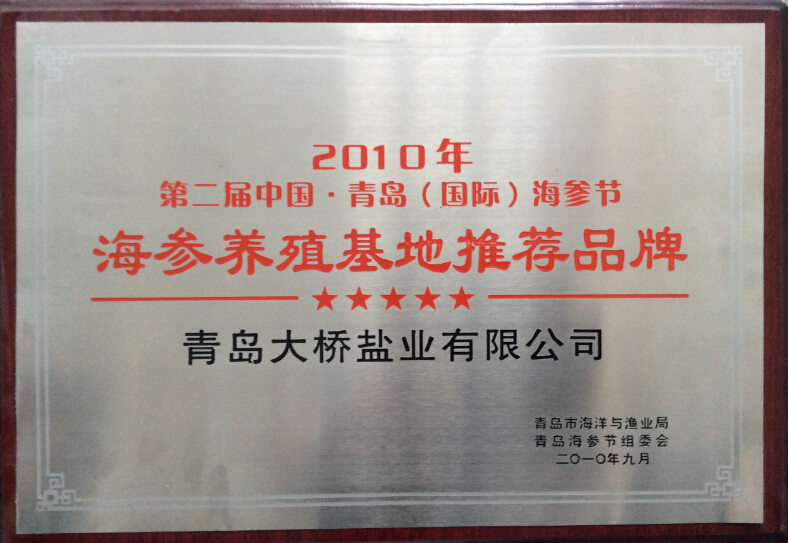 2010年
第二届中国·青岛（国际）海参节
海参养殖基地推荐品牌
★★★★★
青岛大桥盐业有限公司
青岛市海洋与渔业局
青岛海参节组委会
二〇一〇年九月